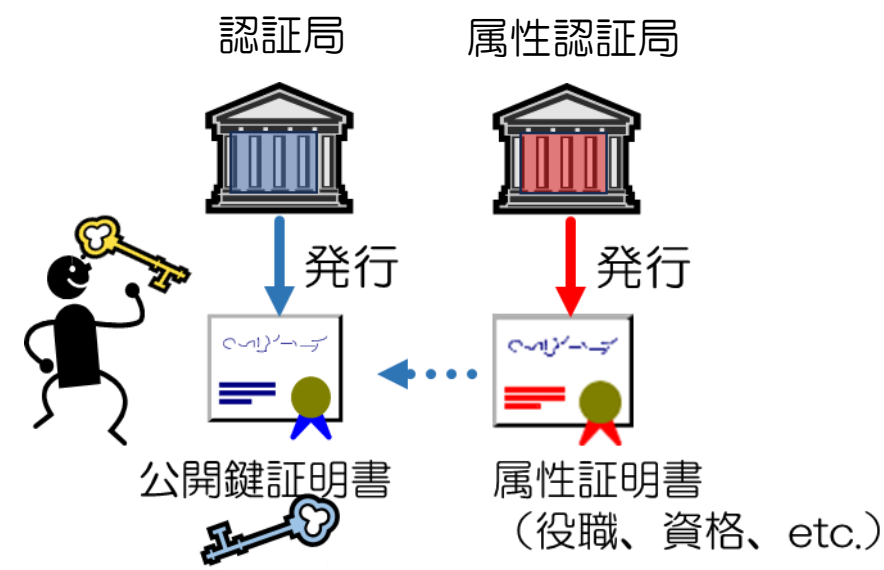 認証局
属性認証局
発行
発行
公開鍵証明書
属性証明書
（役職、資格、etc.）